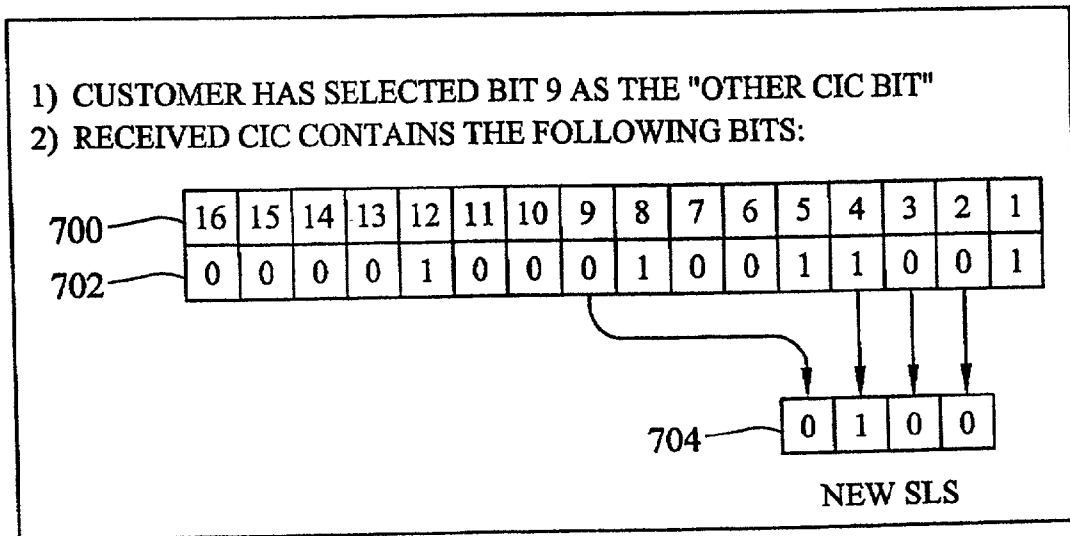 1) CUSTOMER HAS SELECTED BIT 9 AS THE "OTHER CIC BIT"
2) RECEIVED CIC CONTAINS THE FOLLOWING BITS:
700 16 15 14 13 12 11 10 9 8 7 6 5 4 3 2 1
702 0 0 0 0 1 0 0 0 1 0 0 1 1 0 0 1
704 0 1 0 0
NEW SLS